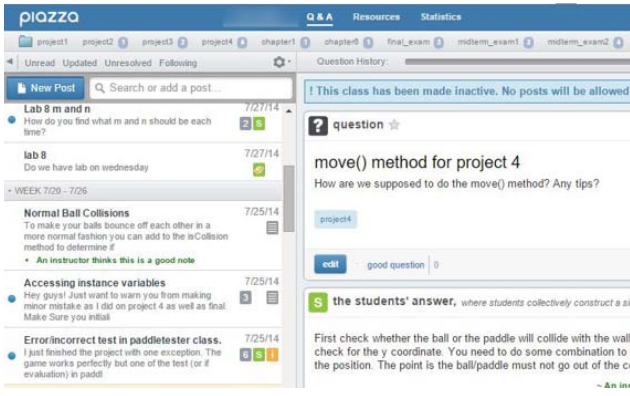 piazza
Q & A Resources Statistics
project1 project2 1 project3 2 project4 chapter1 chapter8 final_exam midterm_exam1 2 midterm_exam2
Unread Updated Unresolved Following
Question History:
New Post
Search or add a post...
! This class has been made inactive. No posts will be allowed
Lab 8 m and n 7/27/14
How do you find what m and n should be each
time?
2 S
lab 8 7/27/14
Do we have lab on wednesday
WEEK 7/20 - 7/26
Normal Ball Collisions 7/25/14
To make your balls bounce off each other in a
more normal fashion you can add to the isCollision
method to determine if
• An instructor thinks this is a good note
Accessing instance variables 7/25/14
Hey guys! Just want to warn you from making
minor mistake as I did on project 4 as well as final.
Make Sure you initiali
3
Error/incorrect test in paddletester class. 7/25/14
I just finished the project with one exception. The
game works perfectly but one of the test (or if
evaluation) in paddl
6 S i
? question
move() method for project 4
How are we supposed to do the move() method? Any tips?
project4
edit · good question 0
S the students' answer, where students collectively construct a si
First check whether the ball or the paddle will collide with the wall
check for the y coordinate. You need to do some combination to
the position. The point is the ball/paddle must not go out of the c
~ An ins